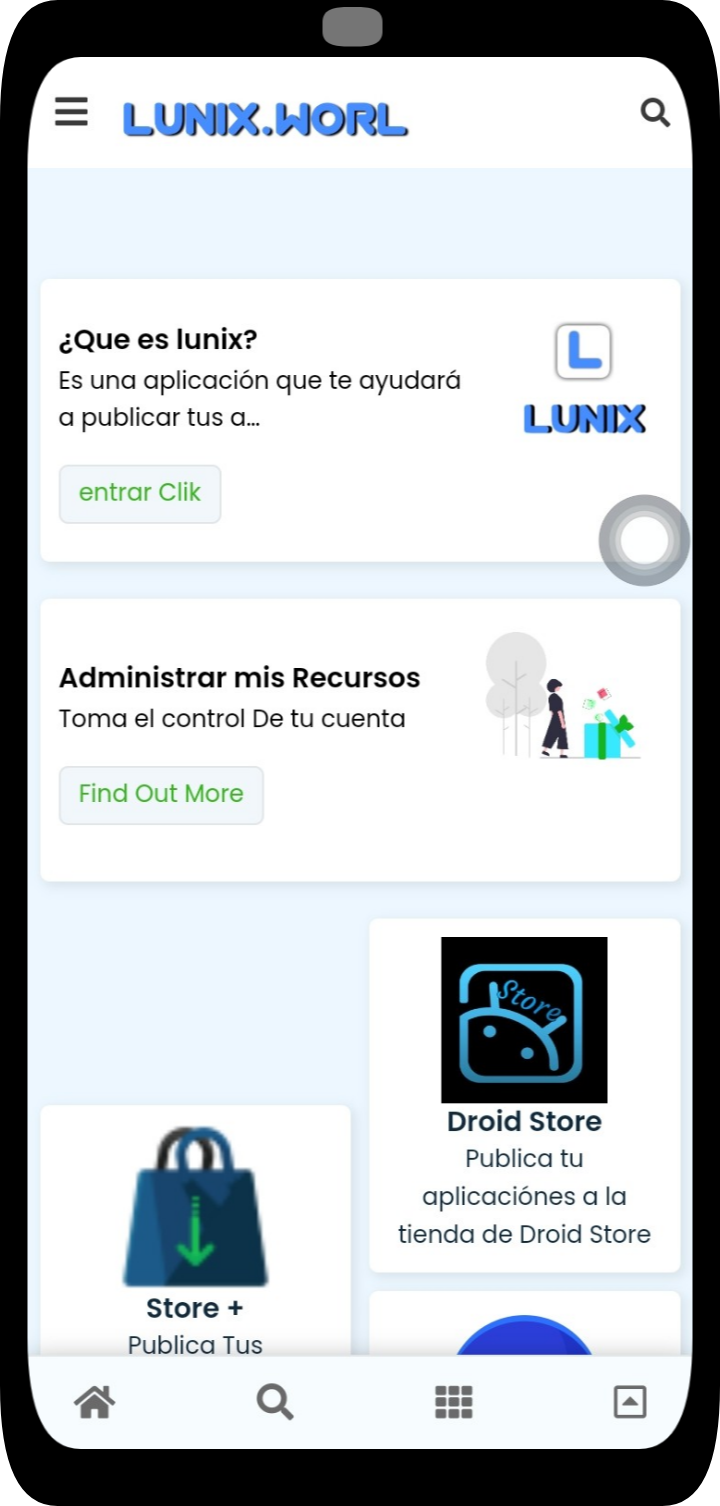 LUNIX.WORL
¿Que es lunix?
Es una aplicación que te ayudará
a publicar tus a...
L
LUNIX
entrar Clik
Administrar mis Recursos
Toma el control De tu cuenta
Find Out More
Store
Droid Store
Publica tu
aplicaciónes a la
tienda de Droid Store
Store +
Publica Tus